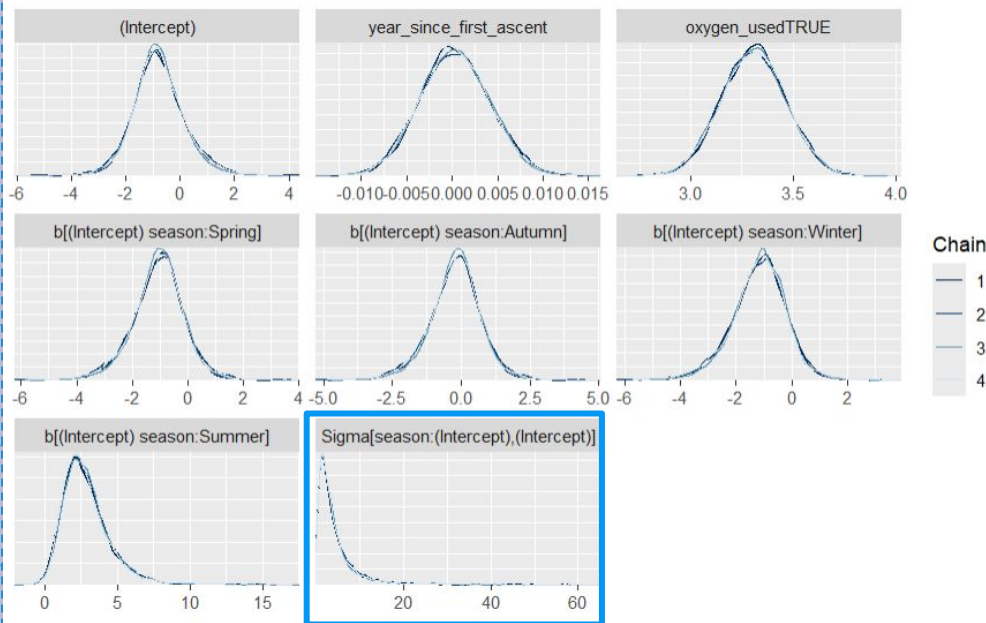 (Intercept)
year_since_first_ascent
oxygen_usedTRUE
-6 -4 -2 0 2 4
-0.010 -0.005 0.000 0.005 0.010 0.015
3.0 3.5 4.0
b[(Intercept) season:Spring]
b[(Intercept) season:Autumn]
b[(Intercept) season:Winter]
-6 -4 -2 0 2 4
-5.0 -2.5 0.0 2.5 5.0
-6 -4 -2 0 2
b[(Intercept) season:Summer]
Sigma[season:(Intercept),(Intercept)]
0 5 10 15
20 40 60
Chain
1
2
3
4